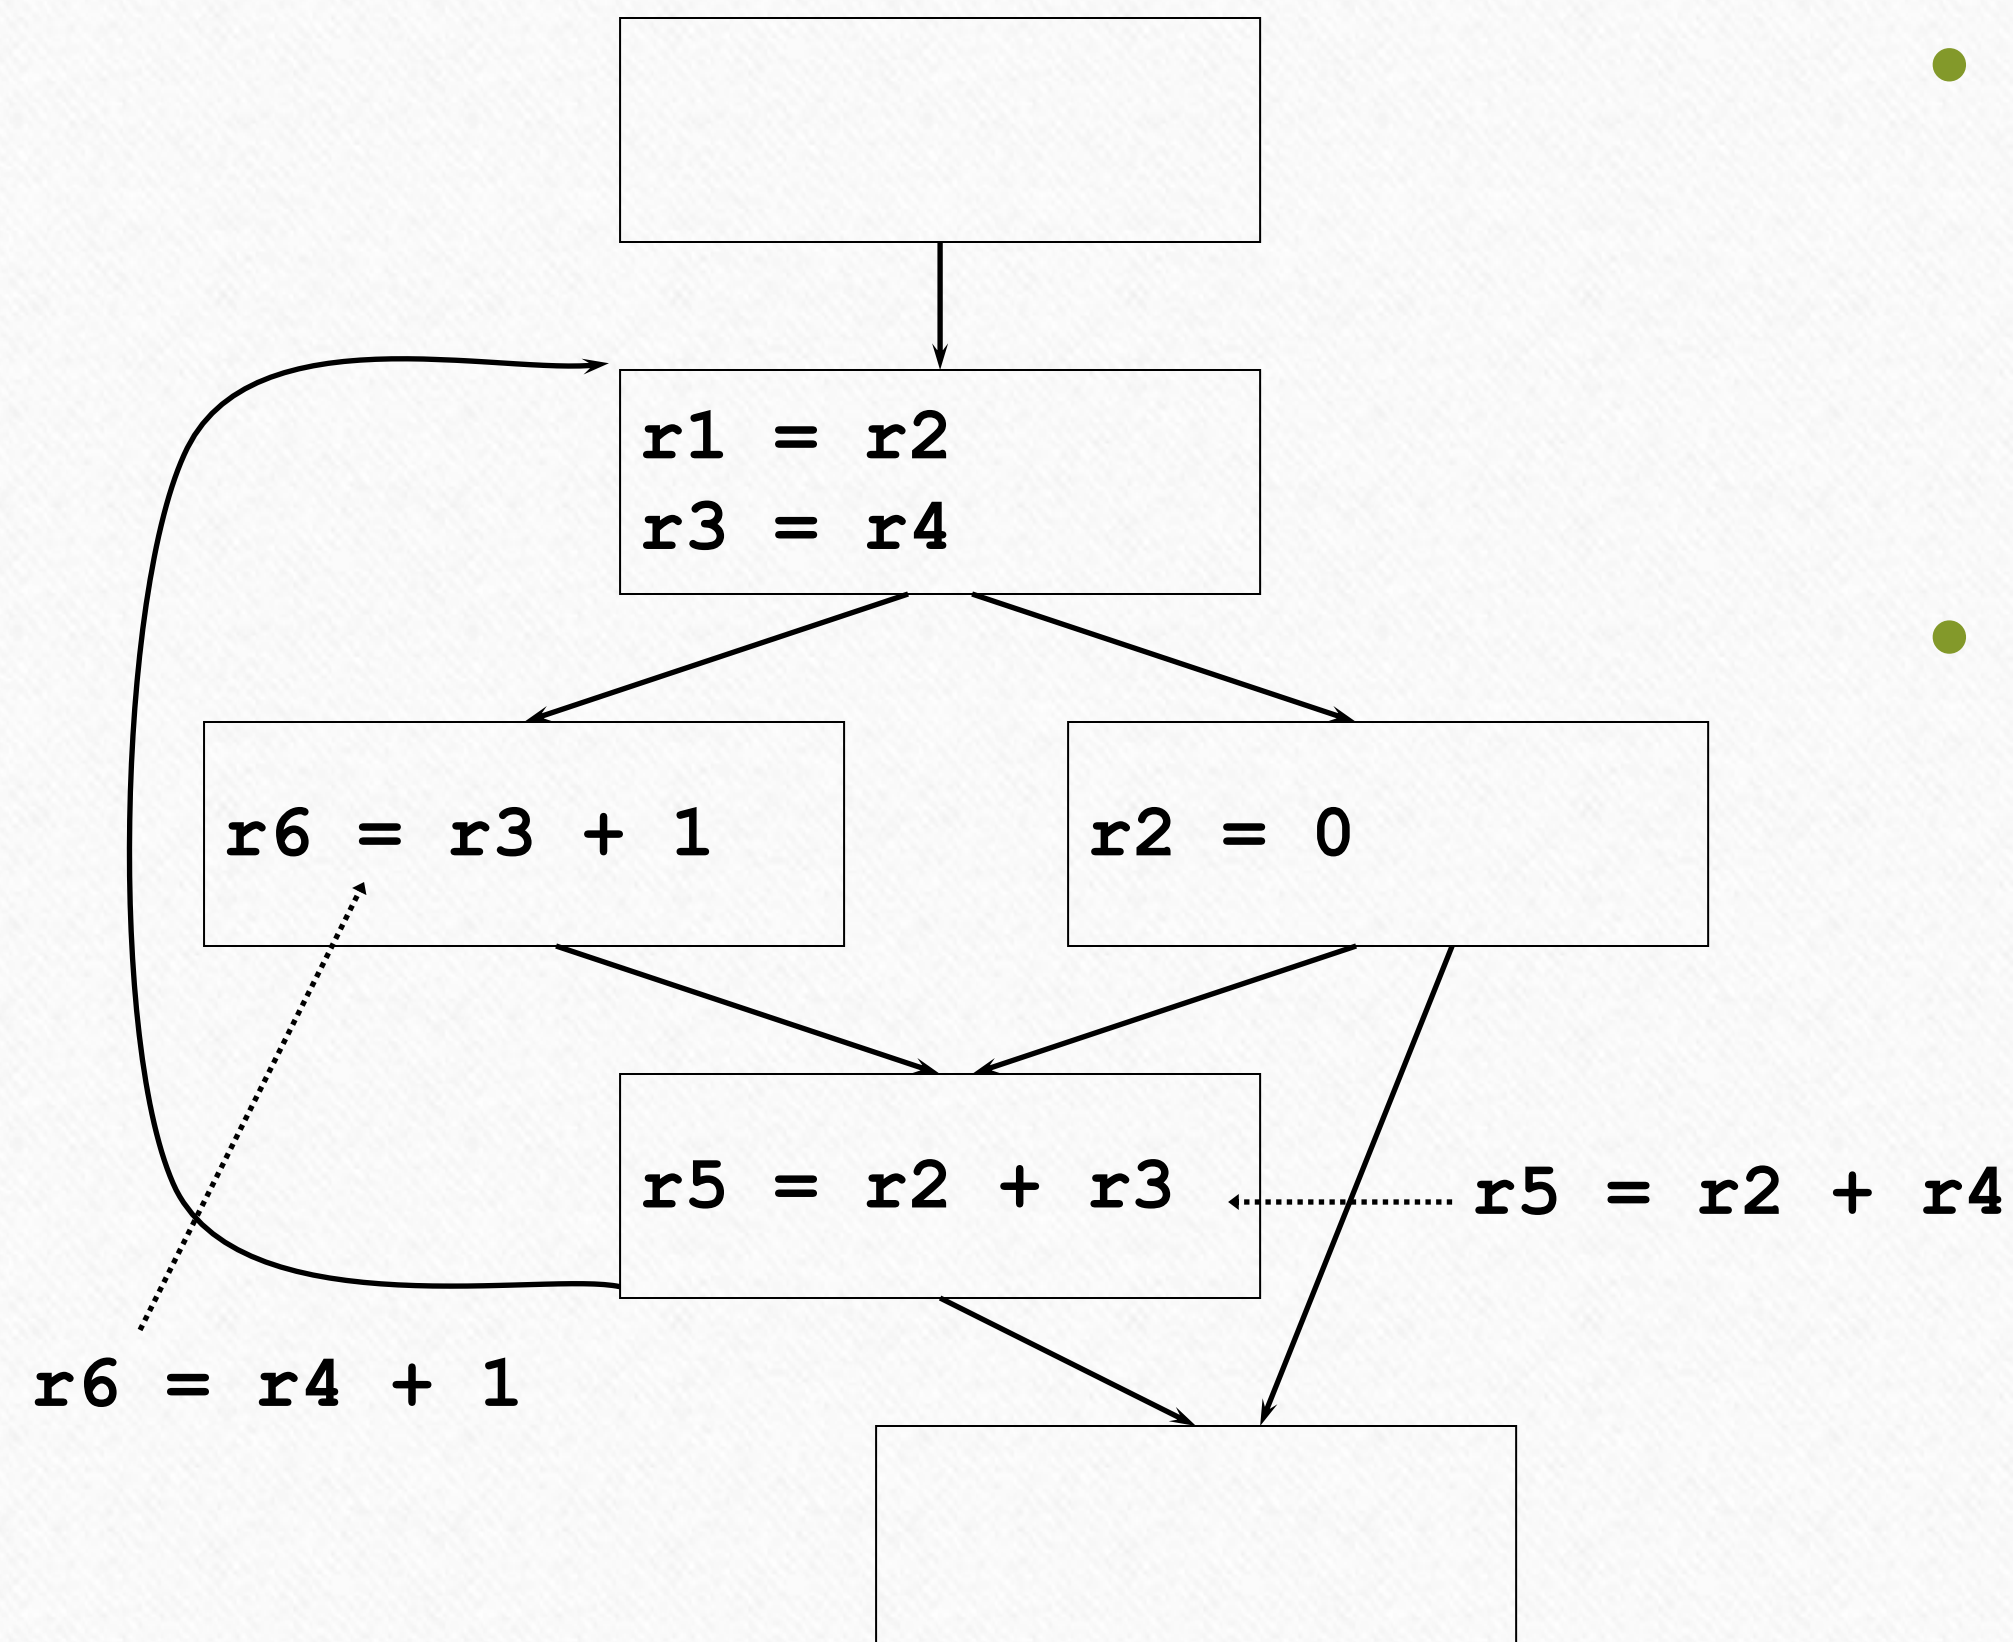 r1 = r2
r3 = r4
r6 = r3 + 1
r2 = 0
r5 = r2 + r3
r5 = r2 + r4
r6 = r4 + 1